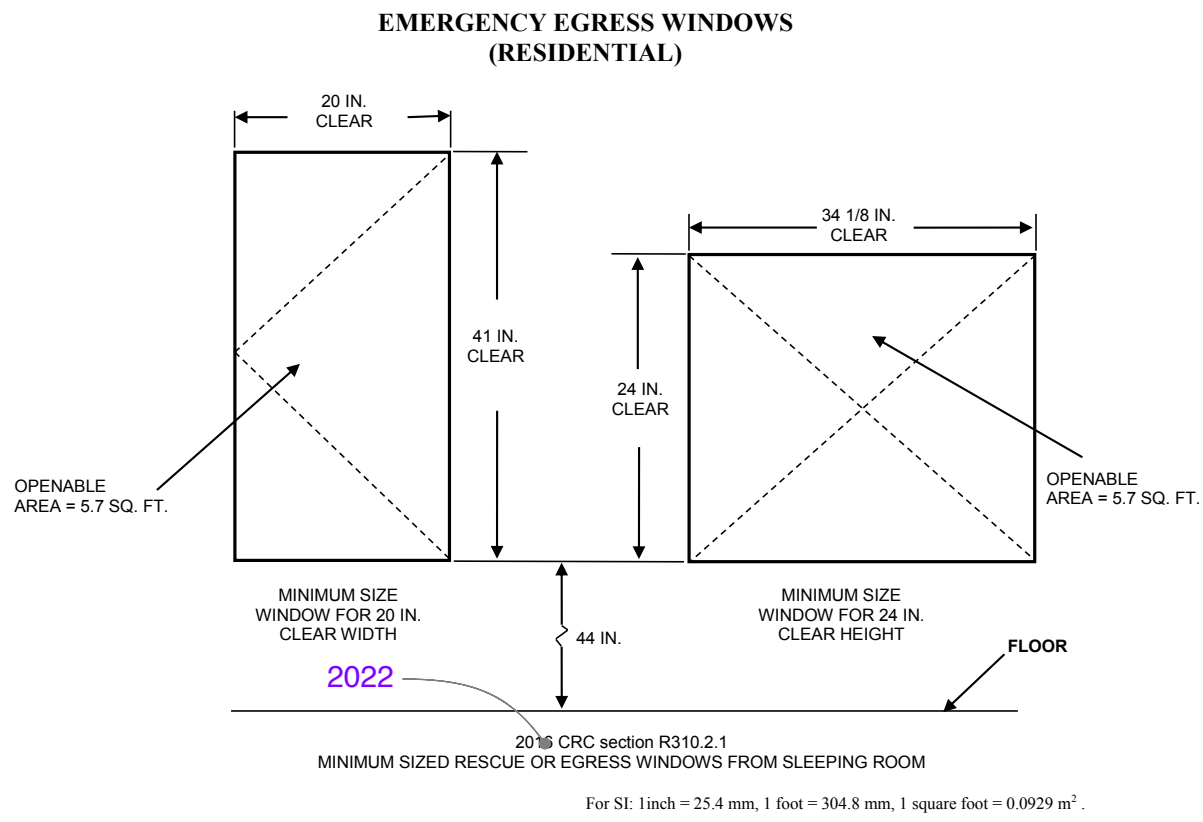 EMERGENCY EGRESS WINDOWS
(RESIDENTIAL)
20 IN.
CLEAR
34 1/8 IN.
CLEAR
41 IN.
CLEAR
24 IN.
CLEAR
OPENABLE
AREA = 5.7 SQ. FT.
OPENABLE
AREA = 5.7 SQ. FT.
MINIMUM SIZE
WINDOW FOR 20 IN.
CLEAR WIDTH
MINIMUM SIZE
WINDOW FOR 24 IN.
CLEAR HEIGHT
44 IN.
FLOOR
2022
2016 CRC section R310.2.1
MINIMUM SIZED RESCUE OR EGRESS WINDOWS FROM SLEEPING ROOM
For SI: 1inch = 25.4 mm, 1 foot = 304.8 mm, 1 square foot = 0.0929 m².